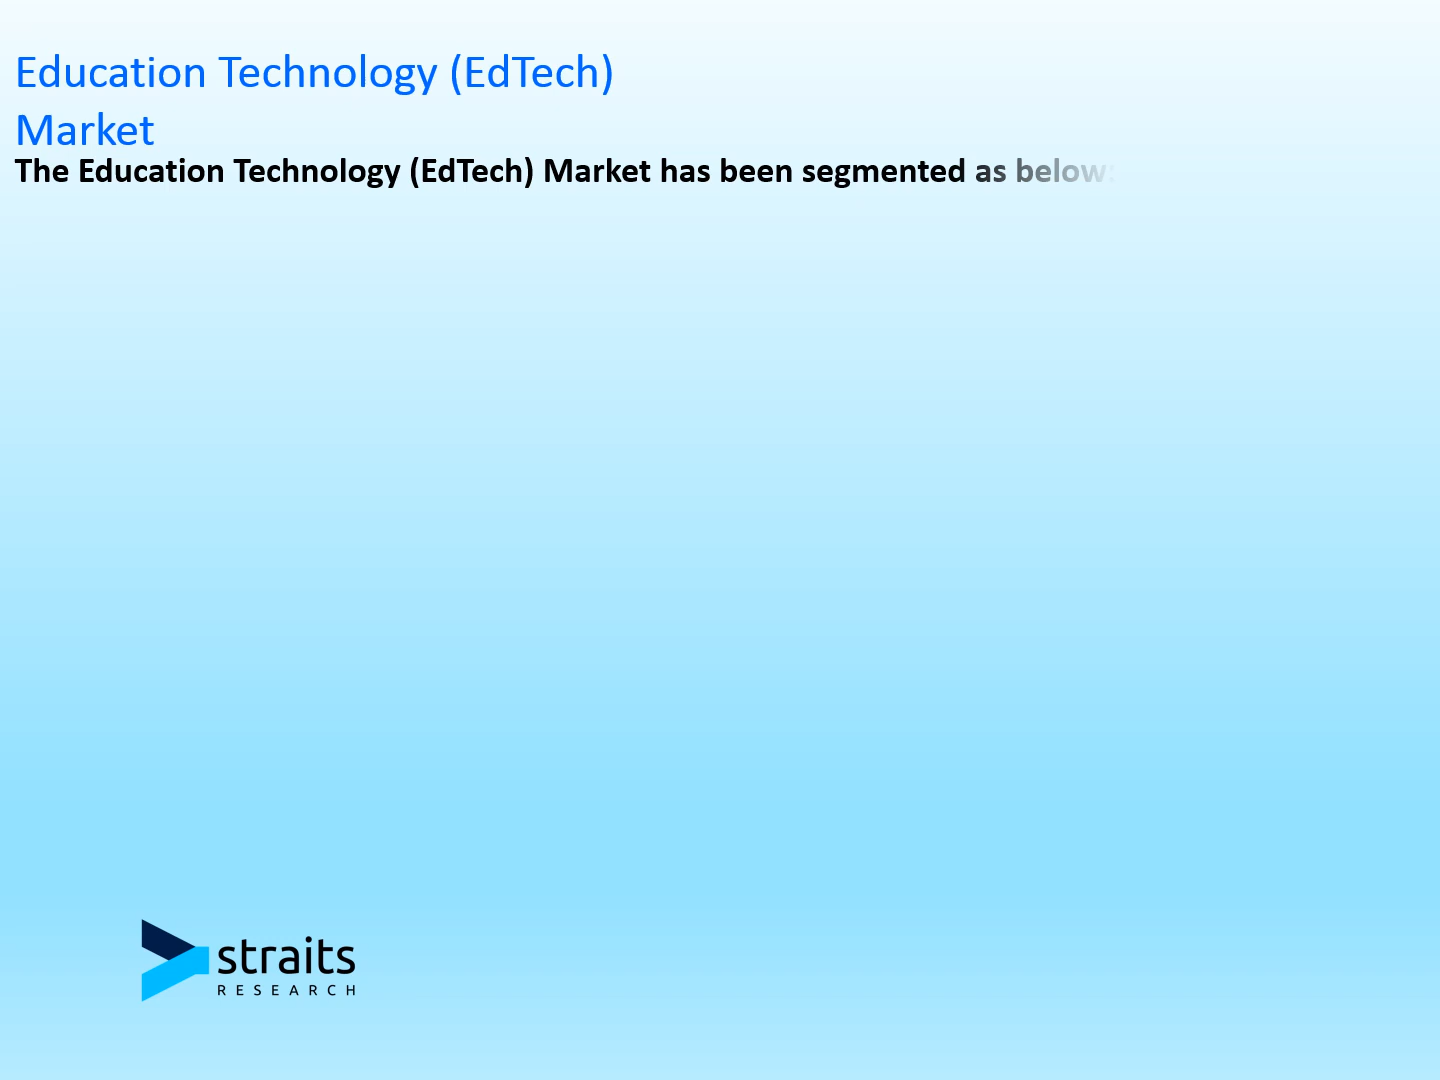 Education Technology (EdTech)
Market
The Education Technology (EdTech) Market has been segmented as below:
straits
RESEARCH